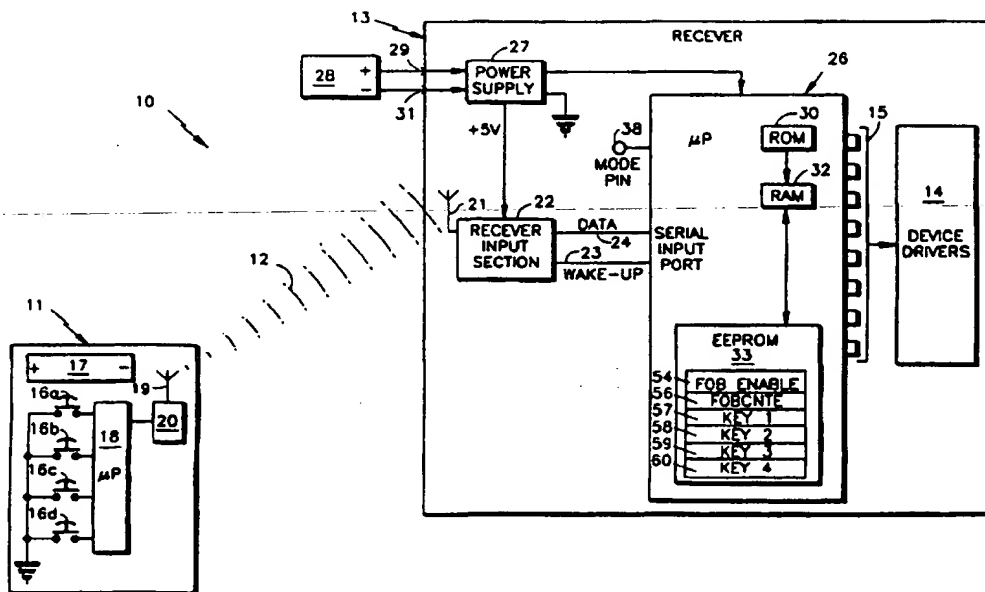 13
RECEVER
27
29
POWER
SUPPLY
28
+
-
31
26
10
+5V
38
MODE
PIN
µP
30
ROM
32
RAM
15
14
DEVICE
DRIVERS
21
22
RECEVER
INPUT
SECTION
DATA
24
23
WAKE-UP
SERIAL
INPUT
PORT
12
11
+ 17 -
19
20
16a
16b
16c
16d
18
µP
EEPROM
33
54 FOB ENABLE
56 FOBCNTE
57 KEY 1
58 KEY 2
59 KEY 3
60 KEY 4